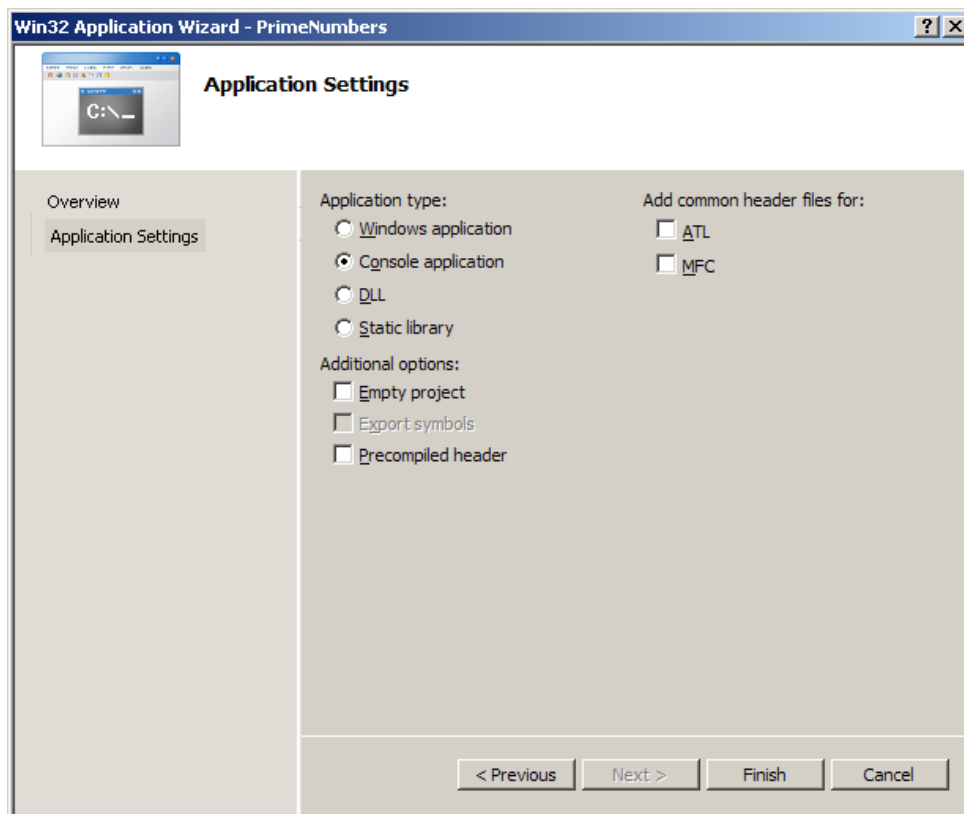 Win32 Application Wizard - PrimeNumbers
C:\_
Application Settings
Overview
Application Settings
Application type:
Windows application
Console application
DLL
Static library
Additional options:
Empty project
Export symbols
Precompiled header
Add common header files for:
ATL
MFC
< Previous
Next >
Finish
Cancel